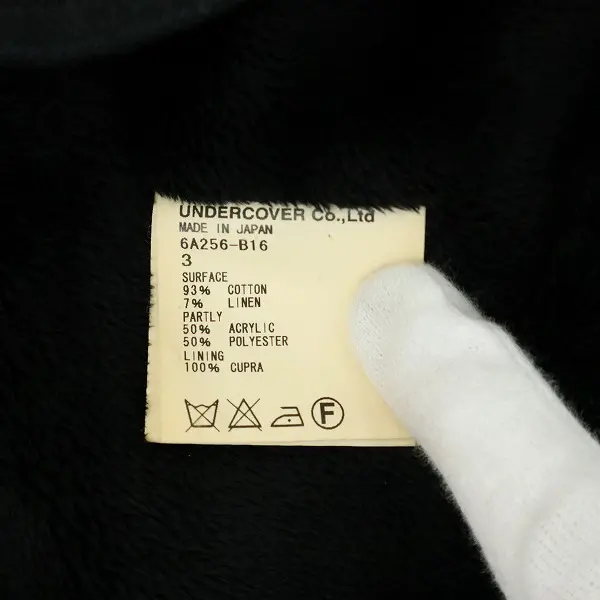 UNDERCOVER Co.,Ltd
MADE IN JAPAN
6A256-B16
3
SURFACE
93% COTTON
7% LINEN
PARTLY
50% ACRYLIC
50% POLYESTER
LINING
100% CUPRA
F